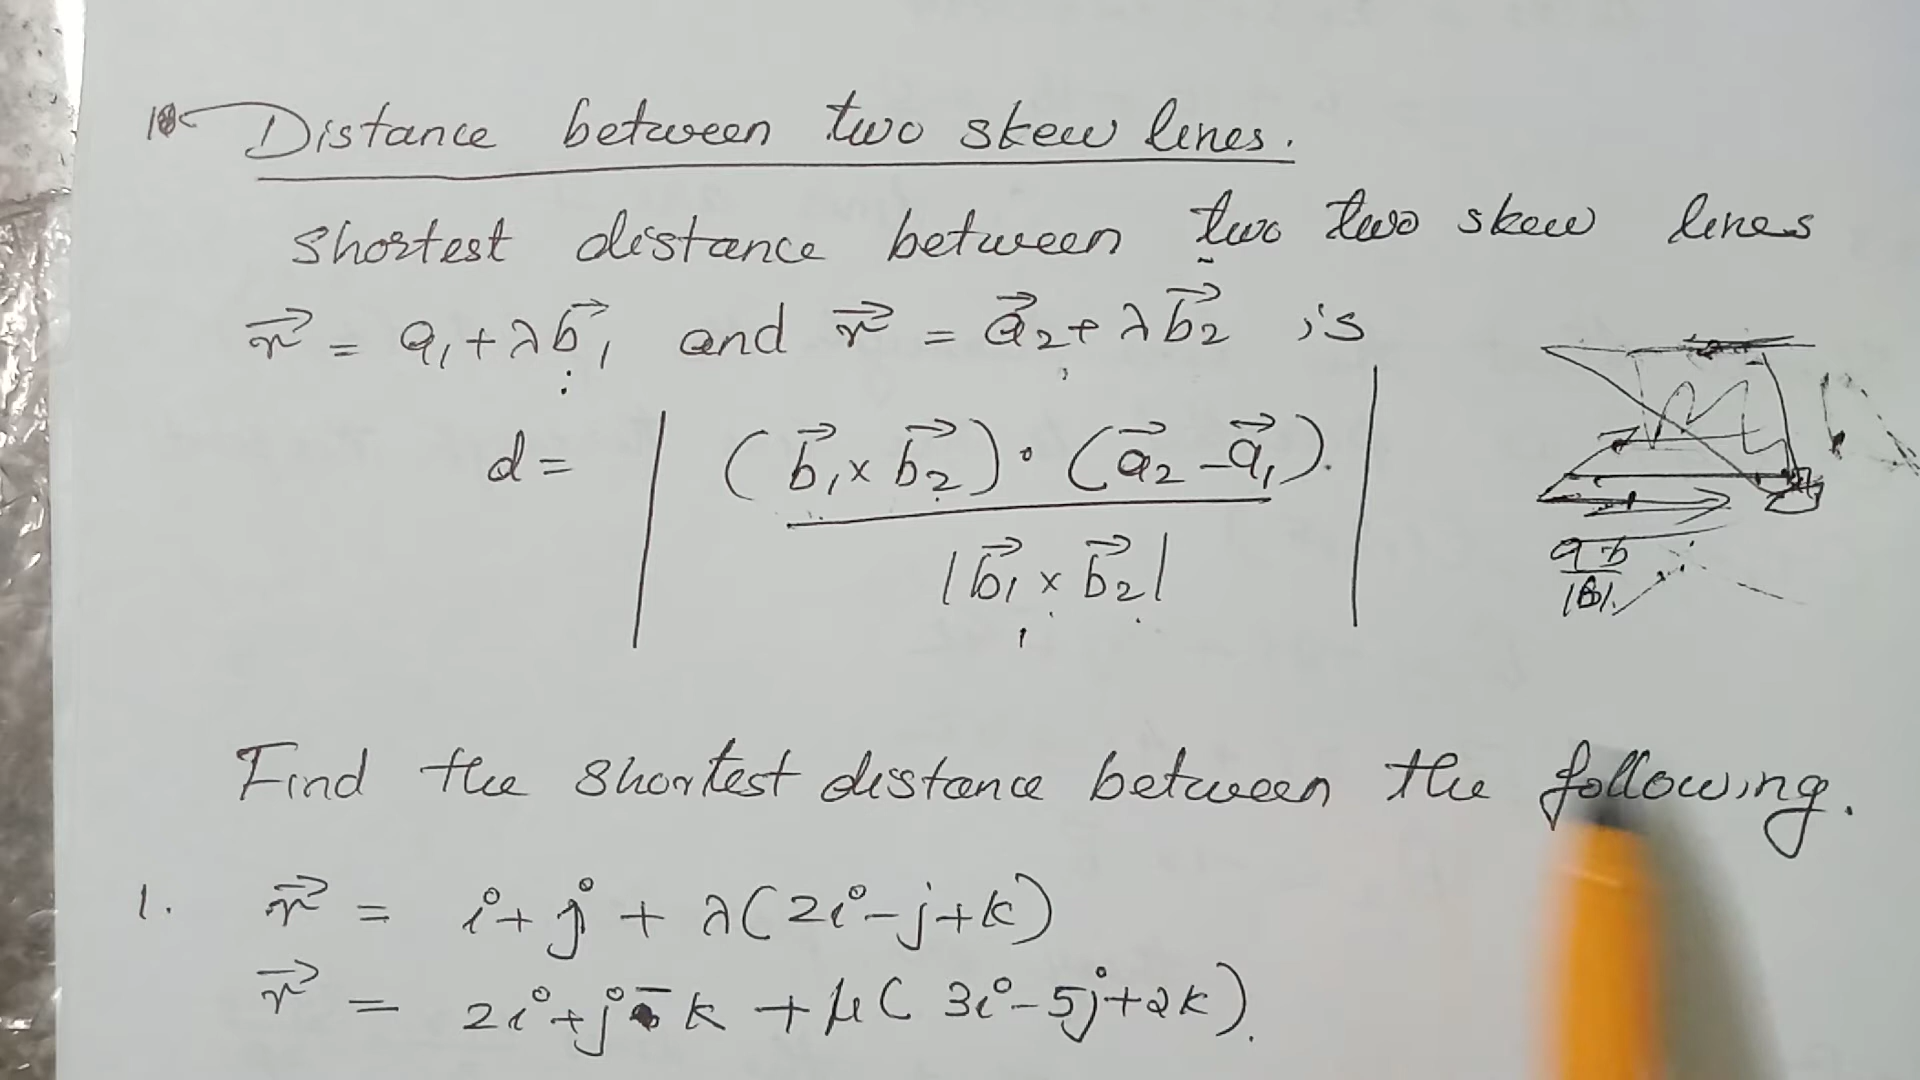 Distance between two skew lines.
Shortest distance between two two skew lines
r⃗ = a₁ + λb⃗₁ and r⃗ = a⃗₂ + λb⃗₂ is
d = | (b⃗₁ × b⃗₂) · (a⃗₂ - a⃗₁). / |b⃗₁ × b⃗₂| |
a b / |B|.
Find the shortest distance between the following.
1. r⃗ = i + j + λ(2i - j + k)
r⃗ = 2i + j - k + μ(3i - 5j + 2k).